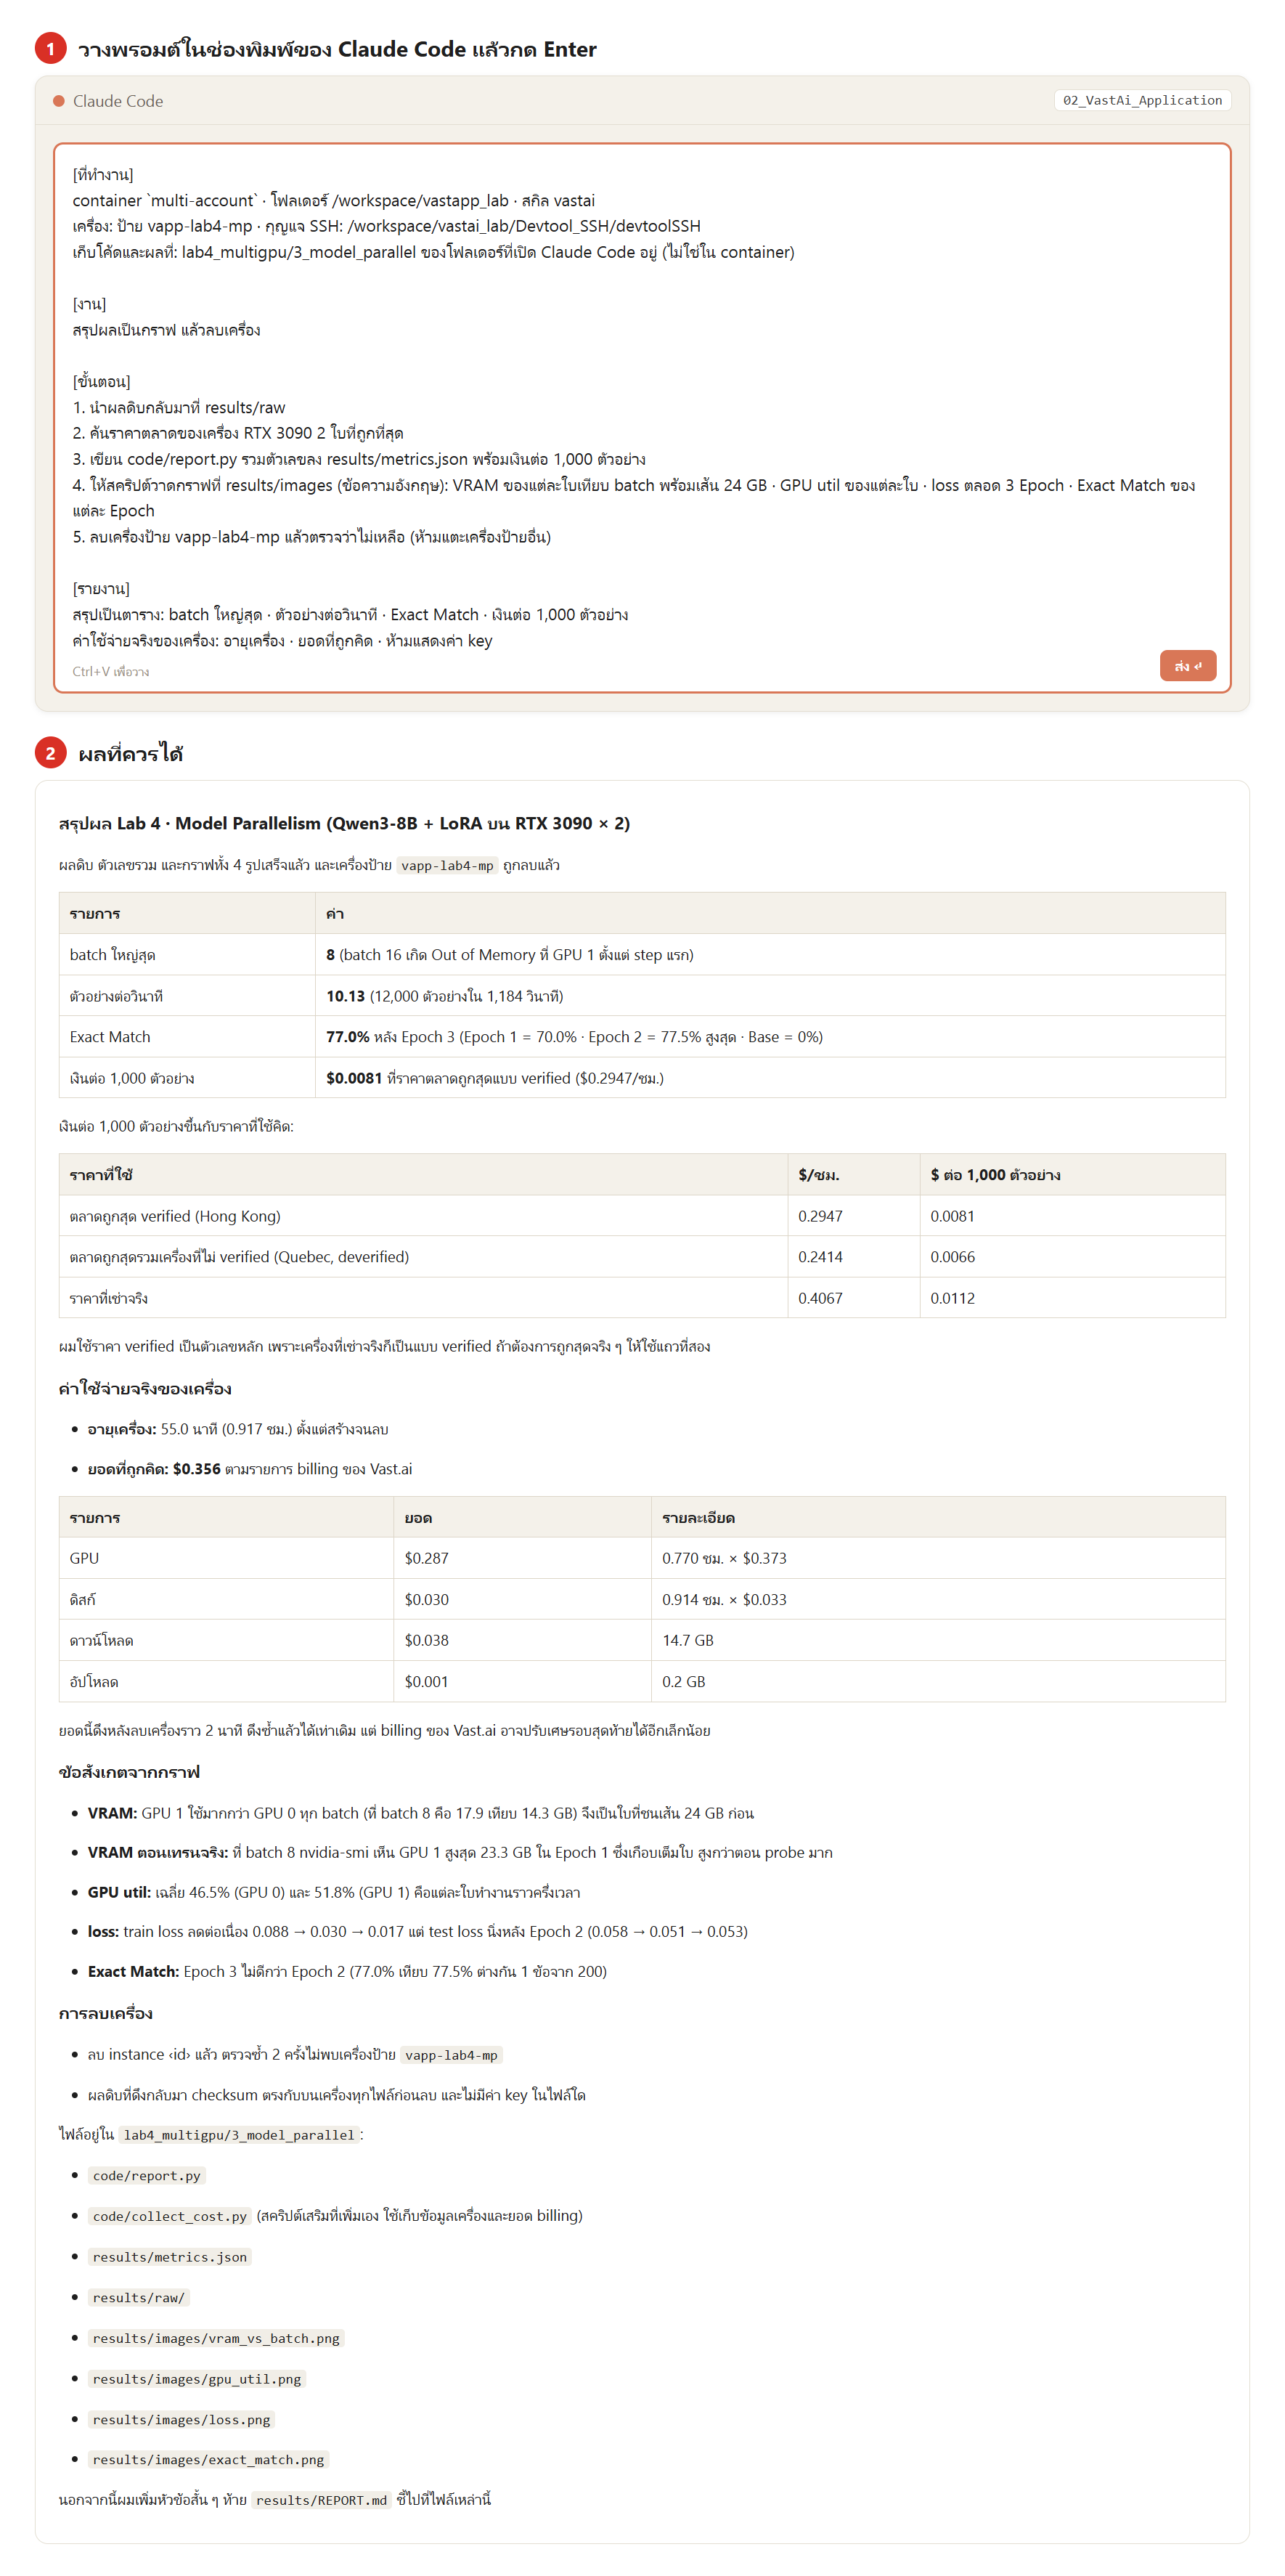 1 วางพรอมต์ในช่องพิมพ์ของ Claude Code แล้วกด Enter
Claude Code
02_VastAi_Application
[ที่ทำงาน]
container `multi-account` · โฟลเดอร์ /workspace/vastapp_lab · สกิล vastai
เครื่อง: ป้าย vapp-lab4-mp · กุญแจ SSH: /workspace/vastai_lab/Devtool_SSH/devtoolSSH
เก็บโค้ดและผลที่: lab4_multigpu/3_model_parallel ของโฟลเดอร์ที่เปิด Claude Code อยู่ (ไม่ใช่ใน container)
[งาน]
สรุปผลเป็นกราฟ แล้วลบเครื่อง
[ขั้นตอน]
1. นำผลดิบกลับมาที่ results/raw
2. ค้นราคาตลาดของเครื่อง RTX 3090 2 ใบที่ถูกที่สุด
3. เขียน code/report.py รวมตัวเลขลง results/metrics.json พร้อมเงินต่อ 1,000 ตัวอย่าง
4. ให้สคริปต์วาดกราฟที่ results/images (ข้อความอังกฤษ): VRAM ของแต่ละใบเทียบ batch พร้อมเส้น 24 GB · GPU util ของแต่ละใบ · loss ตลอด 3 Epoch · Exact Match ของ
แต่ละ Epoch
5. ลบเครื่องป้าย vapp-lab4-mp แล้วตรวจว่าไม่เหลือ (ห้ามแตะเครื่องป้ายอื่น)
[รายงาน]
สรุปเป็นตาราง: batch ใหญ่สุด · ตัวอย่างต่อวินาที · Exact Match · เงินต่อ 1,000 ตัวอย่าง
ค่าใช้จ่ายจริงของเครื่อง: อายุเครื่อง · ยอดที่ถูกคิด · ห้ามแสดงค่า key
Ctrl+V เพื่อวาง
ส่ง ↵
2 ผลที่ควรได้
สรุปผล Lab 4 · Model Parallelism (Qwen3-8B + LoRA บน RTX 3090 × 2)
ผลดิบ ตัวเลขรวม และกราฟทั้ง 4 รูปเสร็จแล้ว และเครื่องป้าย vapp-lab4-mp ถูกลบแล้ว
รายการ ค่า
batch ใหญ่สุด 8 (batch 16 เกิด Out of Memory ที่ GPU 1 ตั้งแต่ step แรก)
ตัวอย่างต่อวินาที 10.13 (12,000 ตัวอย่างใน 1,184 วินาที)
Exact Match 77.0% หลัง Epoch 3 (Epoch 1 = 70.0% · Epoch 2 = 77.5% สูงสุด · Base = 0%)
เงินต่อ 1,000 ตัวอย่าง $0.0081 ที่ราคาตลาดถูกสุดแบบ verified ($0.2947/ชม.)
เงินต่อ 1,000 ตัวอย่างขึ้นกับราคาที่ใช้คิด:
ราคาที่ใช้ $/ชม. $ ต่อ 1,000 ตัวอย่าง
ตลาดถูกสุด verified (Hong Kong) 0.2947 0.0081
ตลาดถูกสุดรวมเครื่องที่ไม่ verified (Quebec, deverified) 0.2414 0.0066
ราคาที่เช่าจริง 0.4067 0.0112
ผมใช้ราคา verified เป็นตัวเลขหลัก เพราะเครื่องที่เช่าจริงก็เป็นแบบ verified ถ้าต้องการถูกสุดจริง ๆ ให้ใช้แถวที่สอง
ค่าใช้จ่ายจริงของเครื่อง
• อายุเครื่อง: 55.0 นาที (0.917 ชม.) ตั้งแต่สร้างจนลบ
• ยอดที่ถูกคิด: $0.356 ตามรายการ billing ของ Vast.ai
รายการ ยอด รายละเอียด
GPU $0.287 0.770 ชม. × $0.373
ดิสก์ $0.030 0.914 ชม. × $0.033
ดาวน์โหลด $0.038 14.7 GB
อัปโหลด $0.001 0.2 GB
ยอดนี้ดึงหลังลบเครื่องราว 2 นาที ดึงซ้ำแล้วได้เท่าเดิม แต่ billing ของ Vast.ai อาจปรับเศษรอบสุดท้ายได้อีกเล็กน้อย
ข้อสังเกตจากกราฟ
• VRAM: GPU 1 ใช้มากกว่า GPU 0 ทุก batch (ที่ batch 8 คือ 17.9 เทียบ 14.3 GB) จึงเป็นใบที่ชนเส้น 24 GB ก่อน
• VRAM ตอนเทรนจริง: ที่ batch 8 nvidia-smi เห็น GPU 1 สูงสุด 23.3 GB ใน Epoch 1 ซึ่งเกือบเต็มใบ สูงกว่าตอน probe มาก
• GPU util: เฉลี่ย 46.5% (GPU 0) และ 51.8% (GPU 1) คือแต่ละใบทำงานราวครึ่งเวลา
• loss: train loss ลดต่อเนื่อง 0.088 → 0.030 → 0.017 แต่ test loss นิ่งหลัง Epoch 2 (0.058 → 0.051 → 0.053)
• Exact Match: Epoch 3 ไม่ดีกว่า Epoch 2 (77.0% เทียบ 77.5% ต่างกัน 1 ข้อจาก 200)
การลบเครื่อง
• ลบ instance ‹id› แล้ว ตรวจซ้ำ 2 ครั้งไม่พบเครื่องป้าย vapp-lab4-mp
• ผลดิบที่ดึงกลับมา checksum ตรงกับบนเครื่องทุกไฟล์ก่อนลบ และไม่มีค่า key ในไฟล์ใด
ไฟล์อยู่ใน lab4_multigpu/3_model_parallel:
• code/report.py
• code/collect_cost.py (สคริปต์เสริมที่เพิ่มเอง ใช้เก็บข้อมูลเครื่องและยอด billing)
• results/metrics.json
• results/raw/
• results/images/vram_vs_batch.png
• results/images/gpu_util.png
• results/images/loss.png
• results/images/exact_match.png
นอกจากนี้ผมเพิ่มหัวข้อสั้น ๆ ท้าย results/REPORT.md ชี้ไปที่ไฟล์เหล่านี้